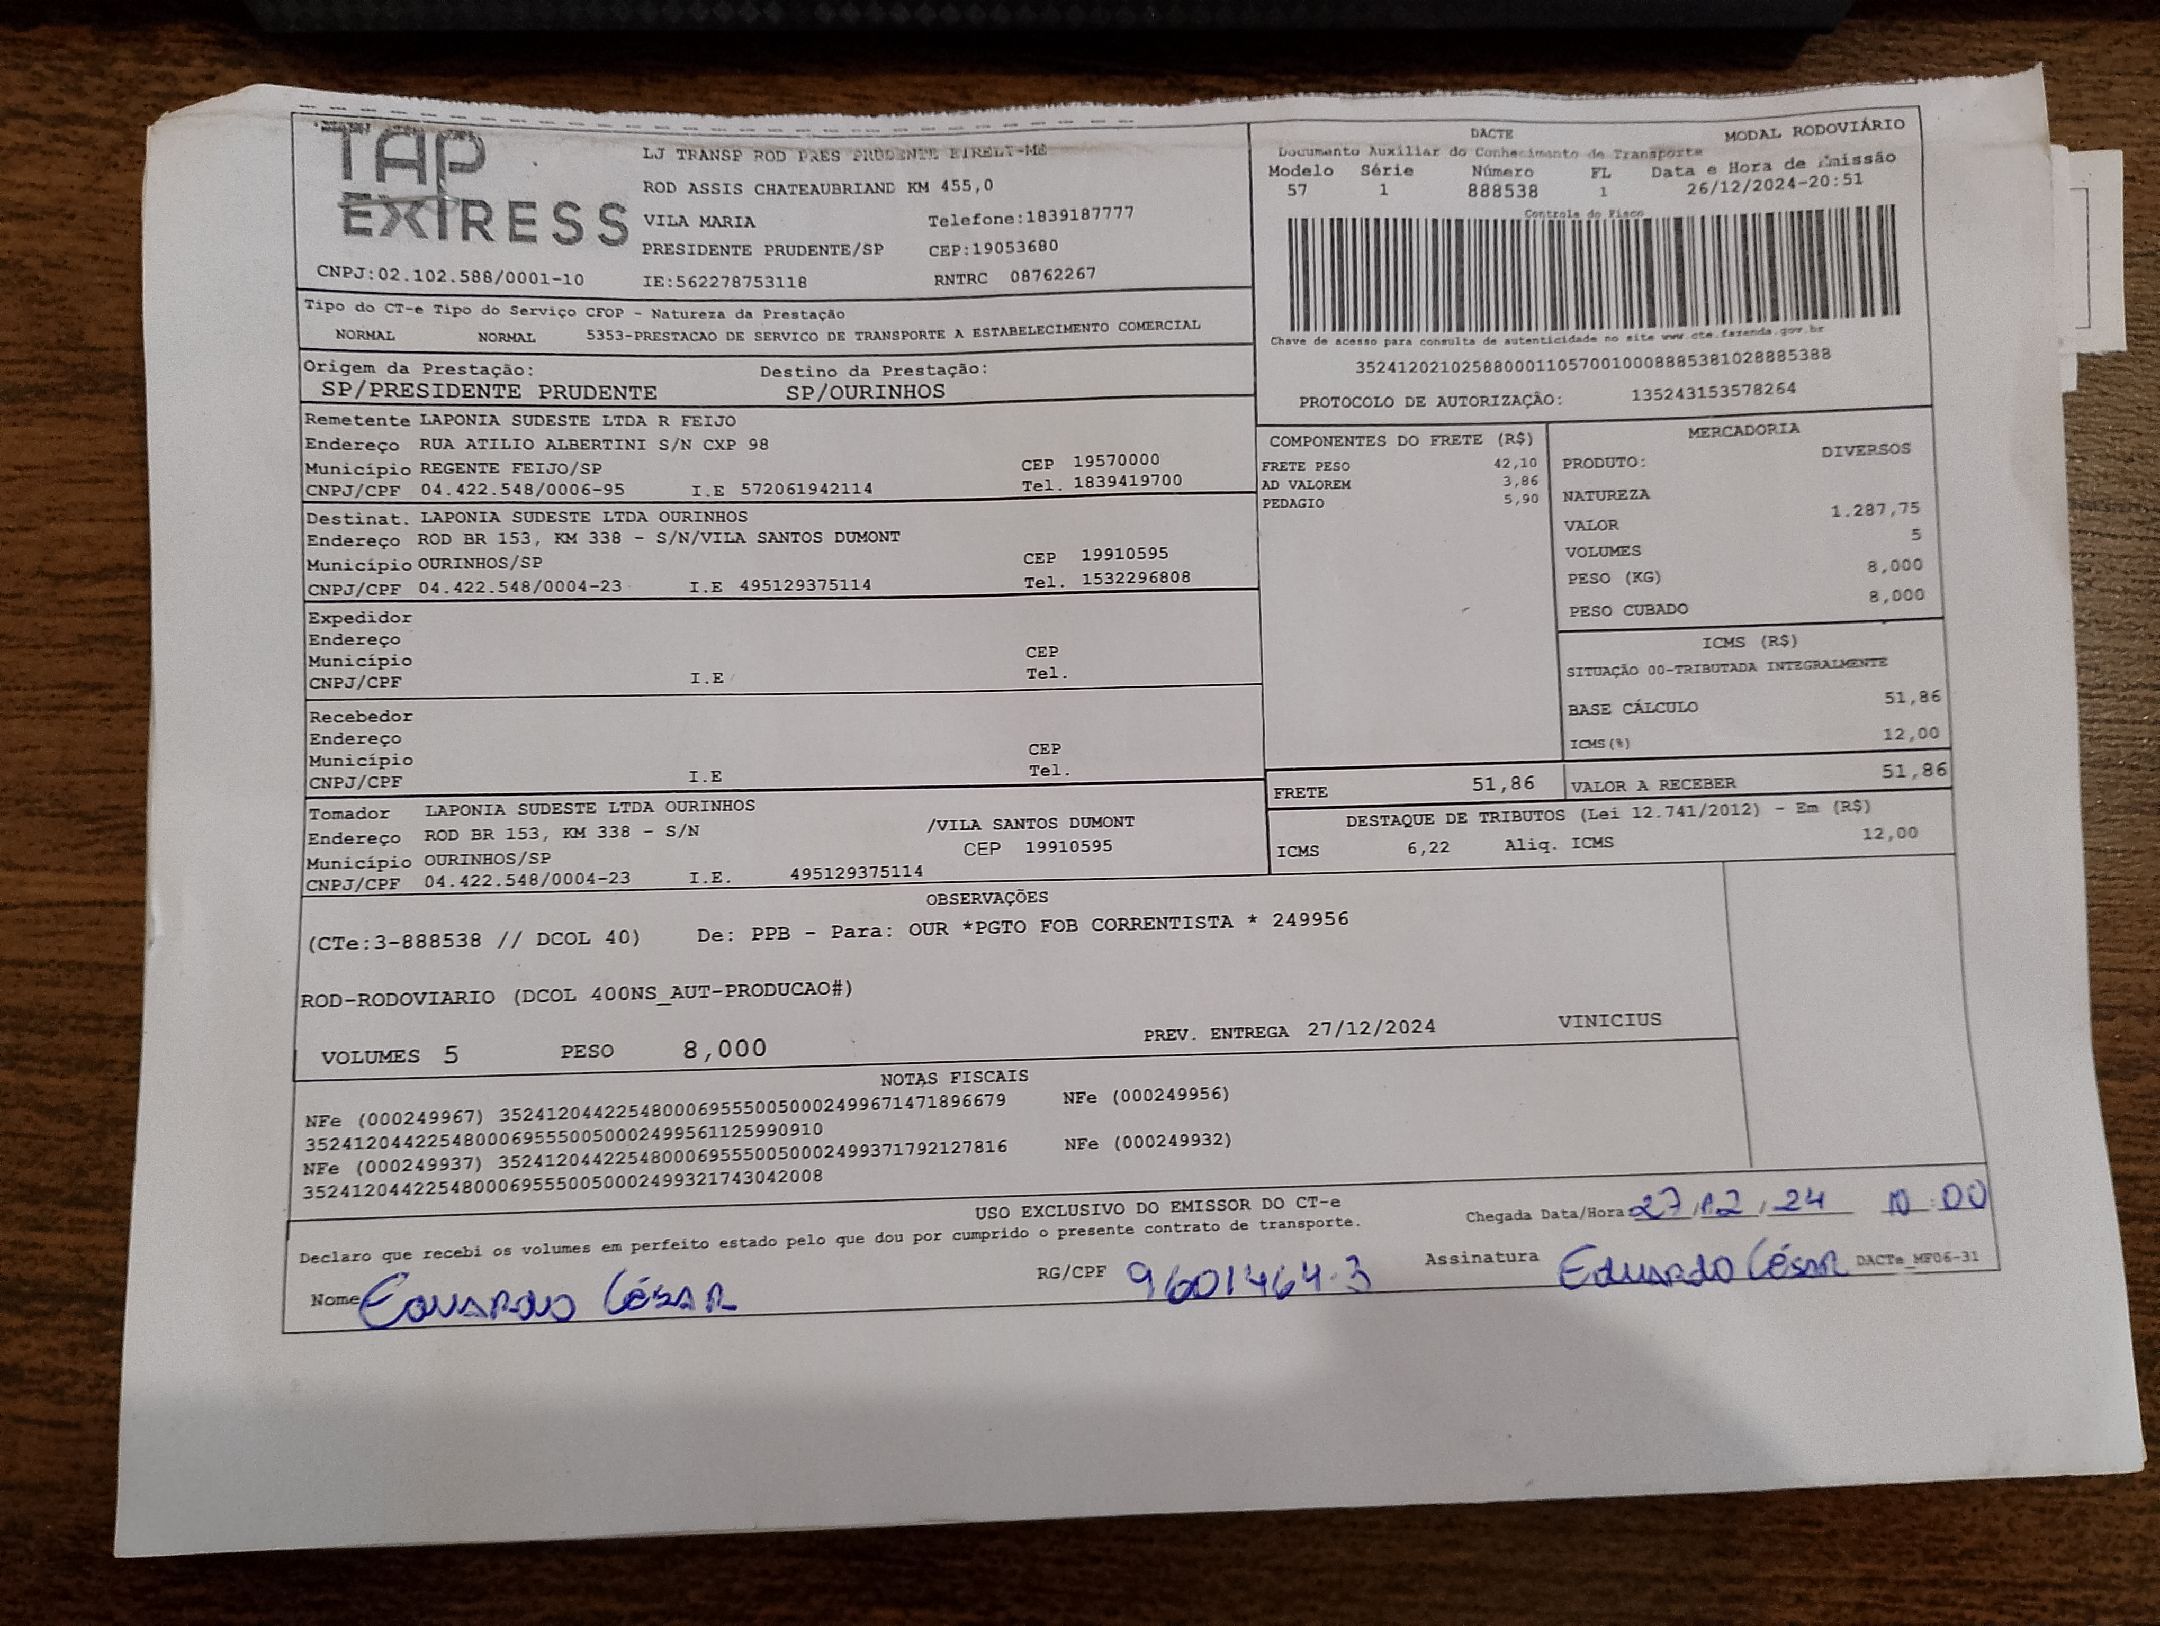 TAP
EXPRESS
CNPJ:02.102.588/0001-10
LJ TRANSP ROD PRES PRUDENTE EIRELI-ME
ROD ASSIS CHATEAUBRIAND KM 455,0
VILA MARIA Telefone:1839187777
PRESIDENTE PRUDENTE/SP CEP:19053680
IE:562278753118 RNTRC 08762267
DACTE MODAL RODOVIÁRIO
Documento Auxiliar do Conhecimento de Transporte
Modelo Série Número FL Data e Hora de Emissão
57 1 888538 1 26/12/2024-20:51
Controle do Fisco
Chave de acesso para consulta de autenticidade no site www.cte.fazenda.gov.br
35241202102588000110570010008885381028885388
PROTOCOLO DE AUTORIZAÇÃO: 135243153578264
Tipo do CT-e Tipo do Serviço CFOP - Natureza da Prestação
NORMAL NORMAL 5353-PRESTACAO DE SERVICO DE TRANSPORTE A ESTABELECIMENTO COMERCIAL
Origem da Prestação: Destino da Prestação:
SP/PRESIDENTE PRUDENTE SP/OURINHOS
Remetente LAPONIA SUDESTE LTDA R FEIJO
Endereço RUA ATILIO ALBERTINI S/N CXP 98
Município REGENTE FEIJO/SP CEP 19570000
CNPJ/CPF 04.422.548/0006-95 I.E 572061942114 Tel. 1839419700
Destinat. LAPONIA SUDESTE LTDA OURINHOS
Endereço ROD BR 153, KM 338 - S/N/VILA SANTOS DUMONT
Município OURINHOS/SP CEP 19910595
CNPJ/CPF 04.422.548/0004-23 I.E 495129375114 Tel. 1532296808
Expedidor
Endereço
Município CEP
CNPJ/CPF I.E Tel.
Recebedor
Endereço
Município CEP
CNPJ/CPF I.E Tel.
Tomador LAPONIA SUDESTE LTDA OURINHOS
Endereço ROD BR 153, KM 338 - S/N /VILA SANTOS DUMONT
Município OURINHOS/SP CEP 19910595
CNPJ/CPF 04.422.548/0004-23 I.E. 495129375114
COMPONENTES DO FRETE (R$)
FRETE PESO 42,10
AD VALOREM 3,86
PEDAGIO 5,90
MERCADORIA
PRODUTO: DIVERSOS
NATUREZA
VALOR 1.287,75
VOLUMES 5
PESO (KG) 8,000
PESO CUBADO 8,000
ICMS (R$)
SITUAÇÃO 00-TRIBUTADA INTEGRALMENTE
BASE CÁLCULO 51,86
ICMS(%) 12,00
FRETE 51,86 VALOR A RECEBER 51,86
DESTAQUE DE TRIBUTOS (Lei 12.741/2012) - Em (R$)
ICMS 6,22 Aliq. ICMS 12,00
OBSERVAÇÕES
(CTe:3-888538 // DCOL 40) De: PPB - Para: OUR *PGTO FOB CORRENTISTA * 249956
ROD-RODOVIARIO (DCOL 400NS_AUT-PRODUCAO#)
VOLUMES 5 PESO 8,000 PREV. ENTREGA 27/12/2024 VINICIUS
NOTAS FISCAIS
NFe (000249967) 35241204422548000695550050002499671471896679 NFe (000249956)
35241204422548000695550050002499561125990910
NFe (000249937) 35241204422548000695550050002499371792127816 NFe (000249932)
35241204422548000695550050002499321743042008
USO EXCLUSIVO DO EMISSOR DO CT-e
Declaro que recebi os volumes em perfeito estado pelo que dou por cumprido o presente contrato de transporte.
Chegada Data/Hora 27/12/24 10:00
Nome Eduardo César RG/CPF 9601464-3 Assinatura Eduardo César DACTe_MF06-31